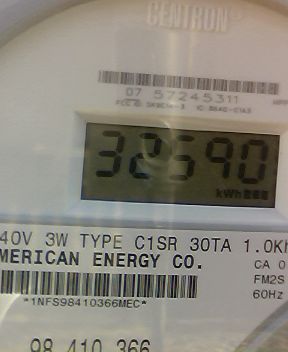 CENTRON®
07 57245311
32590
kWh
40V 3W TYPE C1SR 30TA 1.0Kh
MERICAN ENERGY CO.
CA 0
FM2S
60Hz
*1NFS98410366MEC*
98 410 366